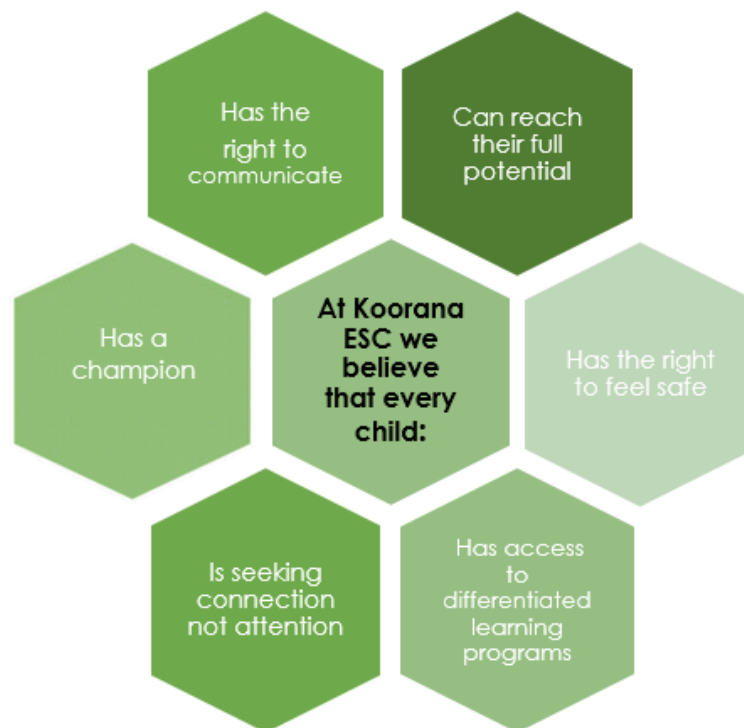 Has the
right to
communicate
Can reach
their full
potential
Has a
champion
At Koorana
ESC we
believe
that every
child:
Has the right
to feel safe
Is seeking
connection
not attention
Has access
to
differentiated
learning
programs